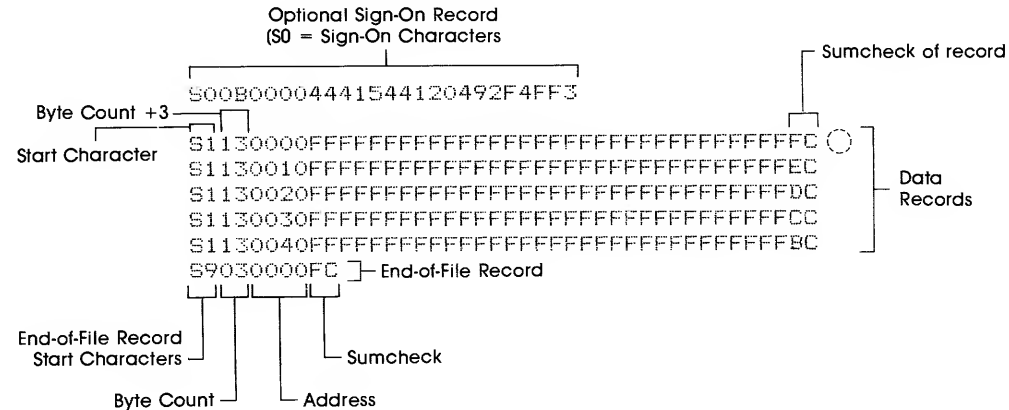 Optional Sign-On Record
(S0 = Sign-On Characters
Sumcheck of record
S00B00004441544120492F4FF3
Byte Count +3
Start Character
S1130000FFFFFFFFFFFFFFFFFFFFFFFFFFFFFFFFFC
S1130010FFFFFFFFFFFFFFFFFFFFFFFFFFFFFFFFEC
S1130020FFFFFFFFFFFFFFFFFFFFFFFFFFFFFFFFDC
S1130030FFFFFFFFFFFFFFFFFFFFFFFFFFFFFFFFCC
S1130040FFFFFFFFFFFFFFFFFFFFFFFFFFFFFFFFBC
Data
Records
S9030000FC
End-of-File Record
End-of-File Record
Start Characters
Sumcheck
Byte Count
Address